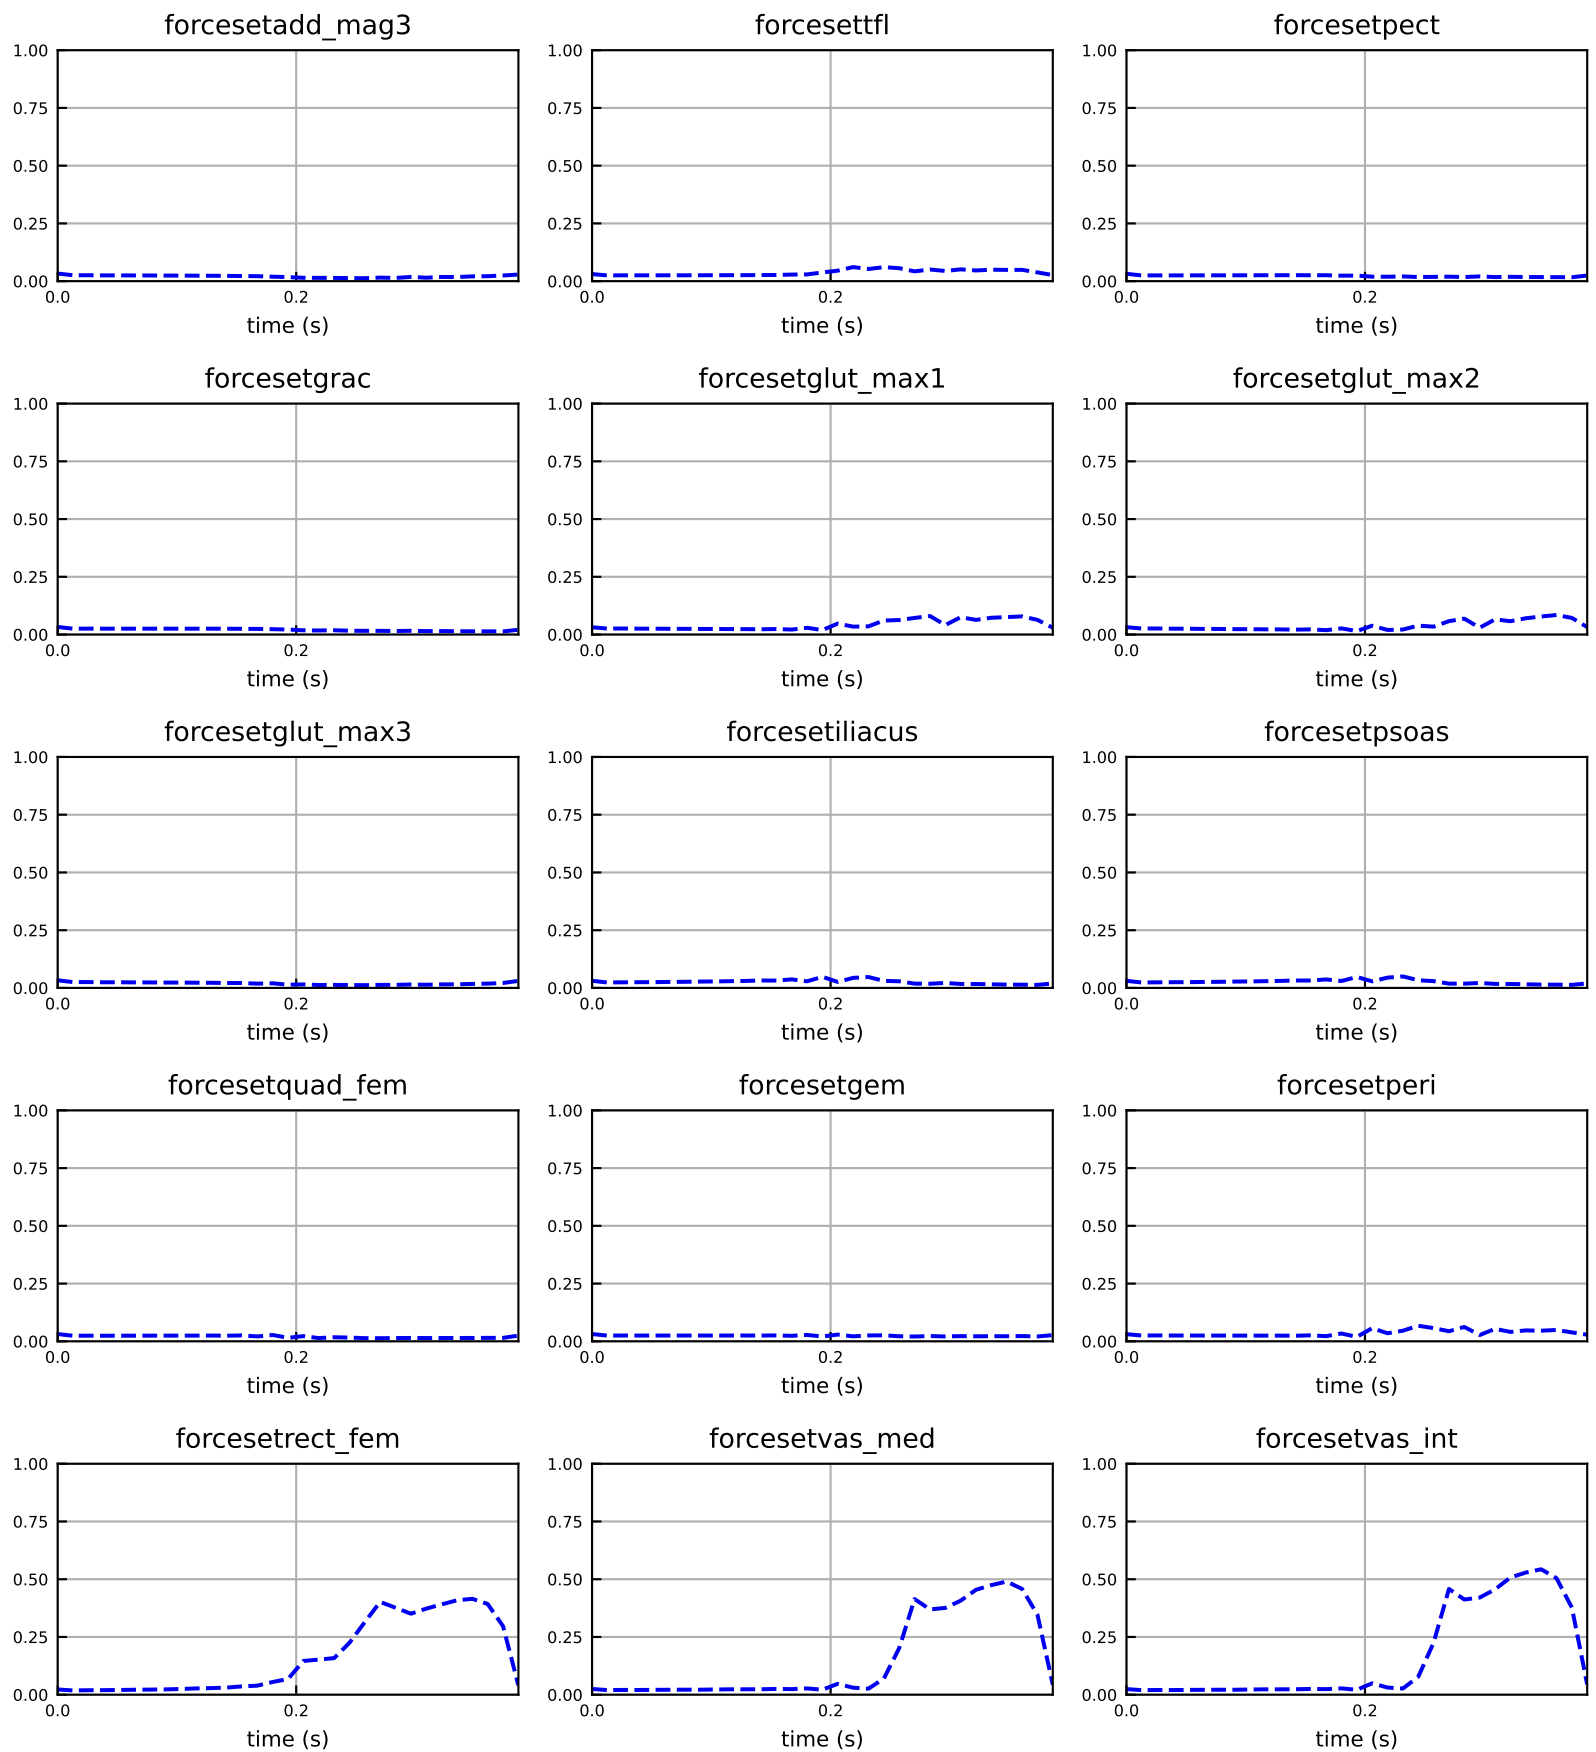 forcesetadd_mag3 forcesettfl forcesetpect
1.00 1.00 1.00
0.75 0.75 0.75
0.50 0.50 0.50
0.25 0.25 0.25
0.00 0.00 0.00
0.0 0.2 0.0 0.2 0.0 0.2
time (s) time (s) time (s)
forcesetgrac forcesetglut_max1 forcesetglut_max2
1.00 1.00 1.00
0.75 0.75 0.75
0.50 0.50 0.50
0.25 0.25 0.25
0.00 0.00 0.00
0.0 0.2 0.0 0.2 0.0 0.2
time (s) time (s) time (s)
forcesetglut_max3 forcesetiliacus forcesetpsoas
1.00 1.00 1.00
0.75 0.75 0.75
0.50 0.50 0.50
0.25 0.25 0.25
0.00 0.00 0.00
0.0 0.2 0.0 0.2 0.0 0.2
time (s) time (s) time (s)
forcesetquad_fem forcesetgem forcesetperi
1.00 1.00 1.00
0.75 0.75 0.75
0.50 0.50 0.50
0.25 0.25 0.25
0.00 0.00 0.00
0.0 0.2 0.0 0.2 0.0 0.2
time (s) time (s) time (s)
forcesetrect_fem forcesetvas_med forcesetvas_int
1.00 1.00 1.00
0.75 0.75 0.75
0.50 0.50 0.50
0.25 0.25 0.25
0.00 0.00 0.00
0.0 0.2 0.0 0.2 0.0 0.2
time (s) time (s) time (s)